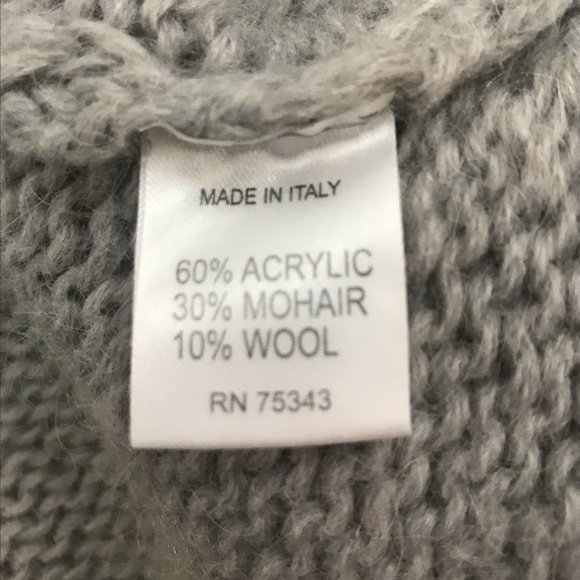 MADE IN ITALY
60% ACRYLIC
30% MOHAIR
10% WOOL
RN 75343